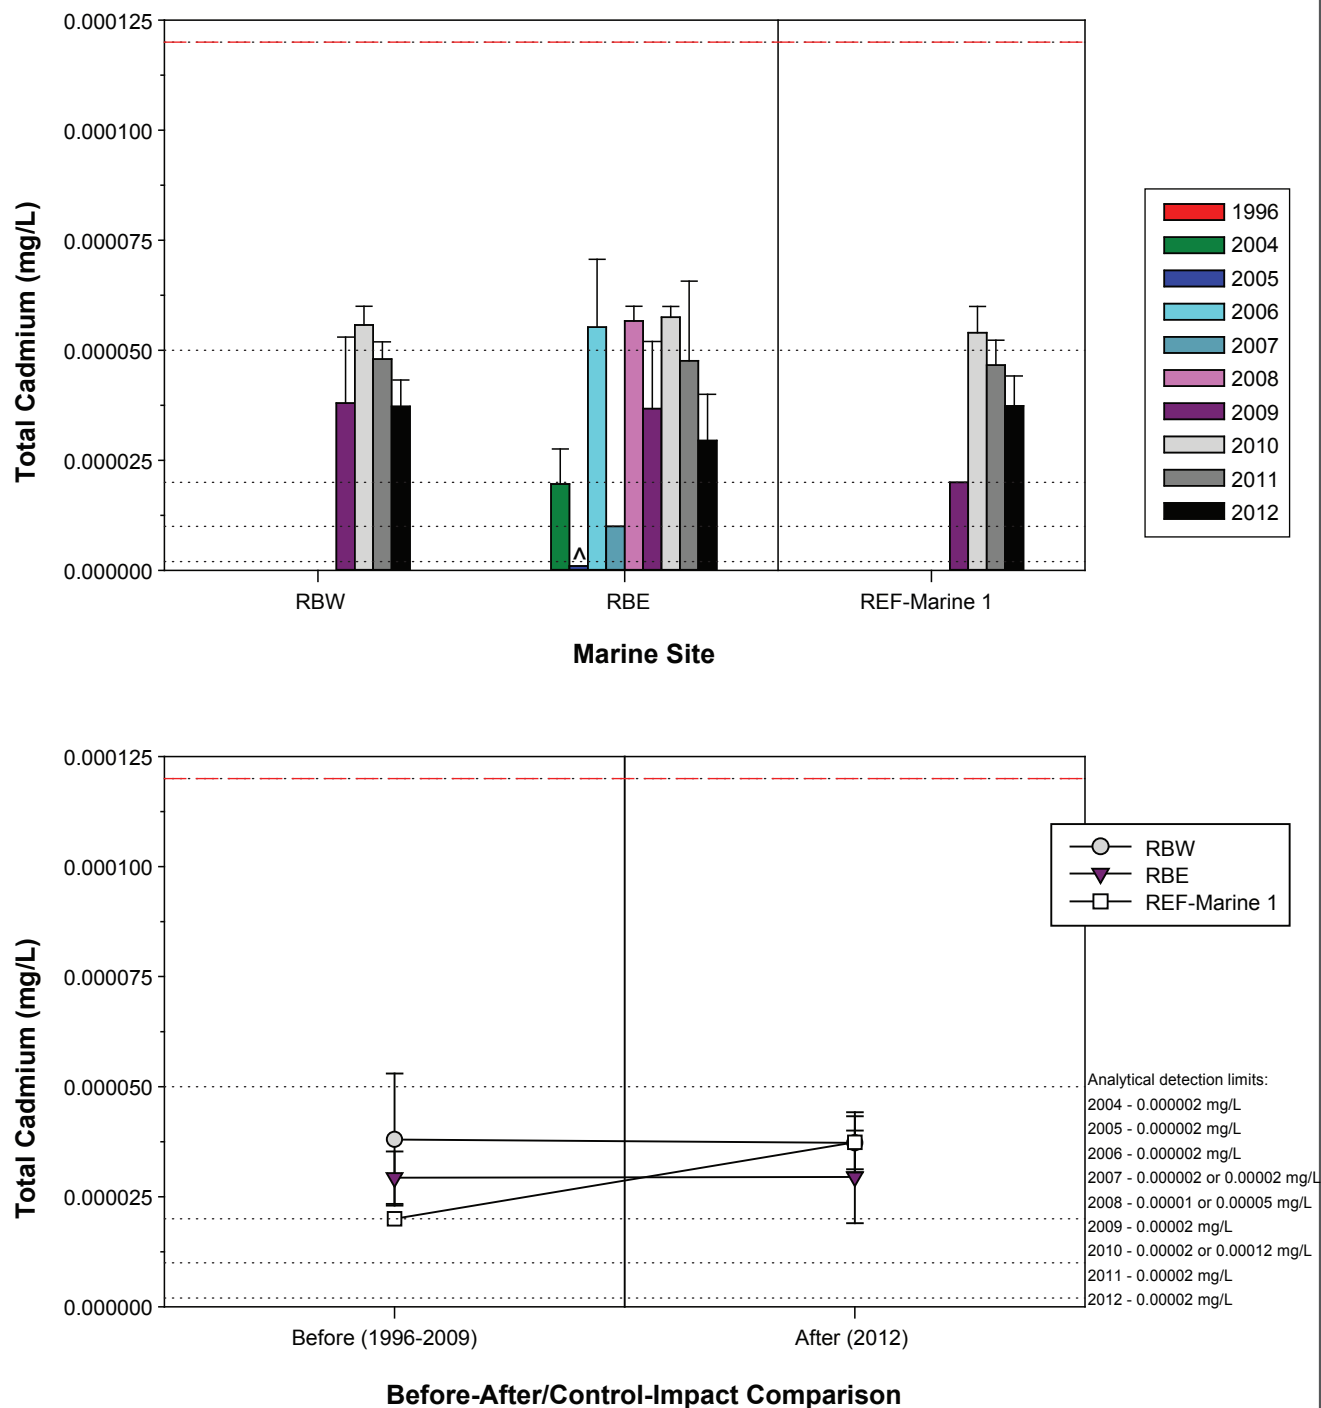 0.000125
0.000100
0.000075
0.000050
0.000025
0.000000
Total Cadmium (mg/L)
^
RBW
RBE
REF-Marine 1
Marine Site
1996
2004
2005
2006
2007
2008
2009
2010
2011
2012
0.000125
0.000100
0.000075
0.000050
0.000025
0.000000
Total Cadmium (mg/L)
RBW
RBE
REF-Marine 1
Analytical detection limits:
2004 - 0.000002 mg/L
2005 - 0.000002 mg/L
2006 - 0.000002 mg/L
2007 - 0.000002 or 0.00002 mg/L
2008 - 0.00001 or 0.00005 mg/L
2009 - 0.00002 mg/L
2010 - 0.00002 or 0.00012 mg/L
2011 - 0.00002 mg/L
2012 - 0.00002 mg/L
Before (1996-2009)
After (2012)
Before-After/Control-Impact Comparison